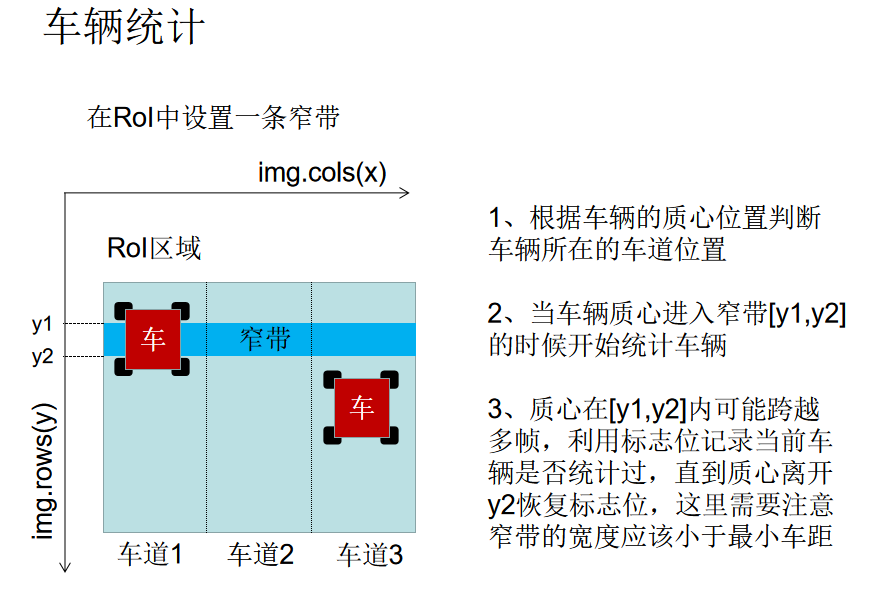 车辆统计
在RoI中设置一条窄带
img.cols(x)
RoI区域
y1
y2
img.rows(y)
车
窄带
车
车道1
车道2
车道3
1、根据车辆的质心位置判断
车辆所在的车道位置
2、当车辆质心进入窄带[y1,y2]
的时候开始统计车辆
3、质心在[y1,y2]内可能跨越
多帧，利用标志位记录当前车
辆是否统计过，直到质心离开
y2恢复标志位，这里需要注意
窄带的宽度应该小于最小车距